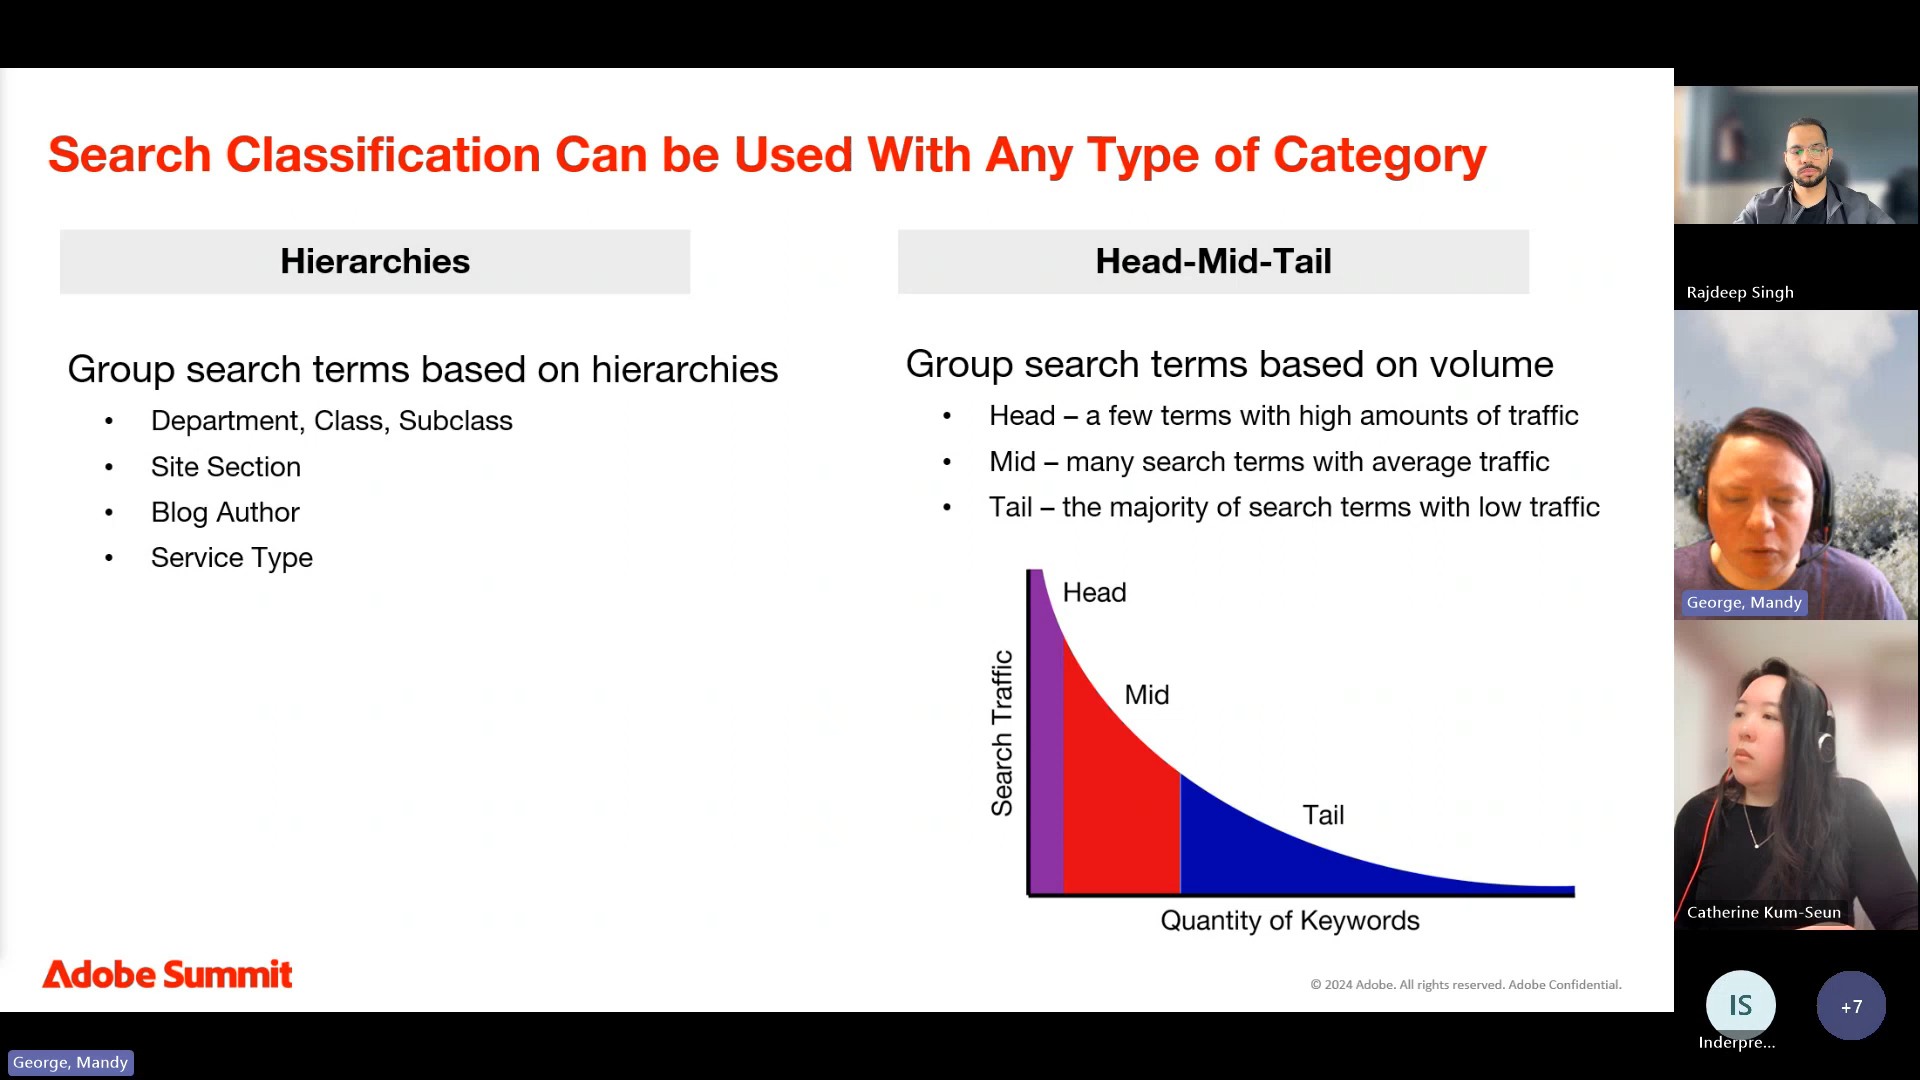 Search Classification Can be Used With Any Type of Category
Hierarchies
Group search terms based on hierarchies
• Department, Class, Subclass
• Site Section
• Blog Author
• Service Type
Head-Mid-Tail
Group search terms based on volume
• Head – a few terms with high amounts of traffic
• Mid – many search terms with average traffic
• Tail – the majority of search terms with low traffic
Head
Mid
Tail
Search Traffic
Quantity of Keywords
Adobe Summit
© 2024 Adobe. All rights reserved. Adobe Confidential.
Rajdeep Singh
George, Mandy
Catherine Kum-Seun
IS
Inderpre...
+7
George, Mandy